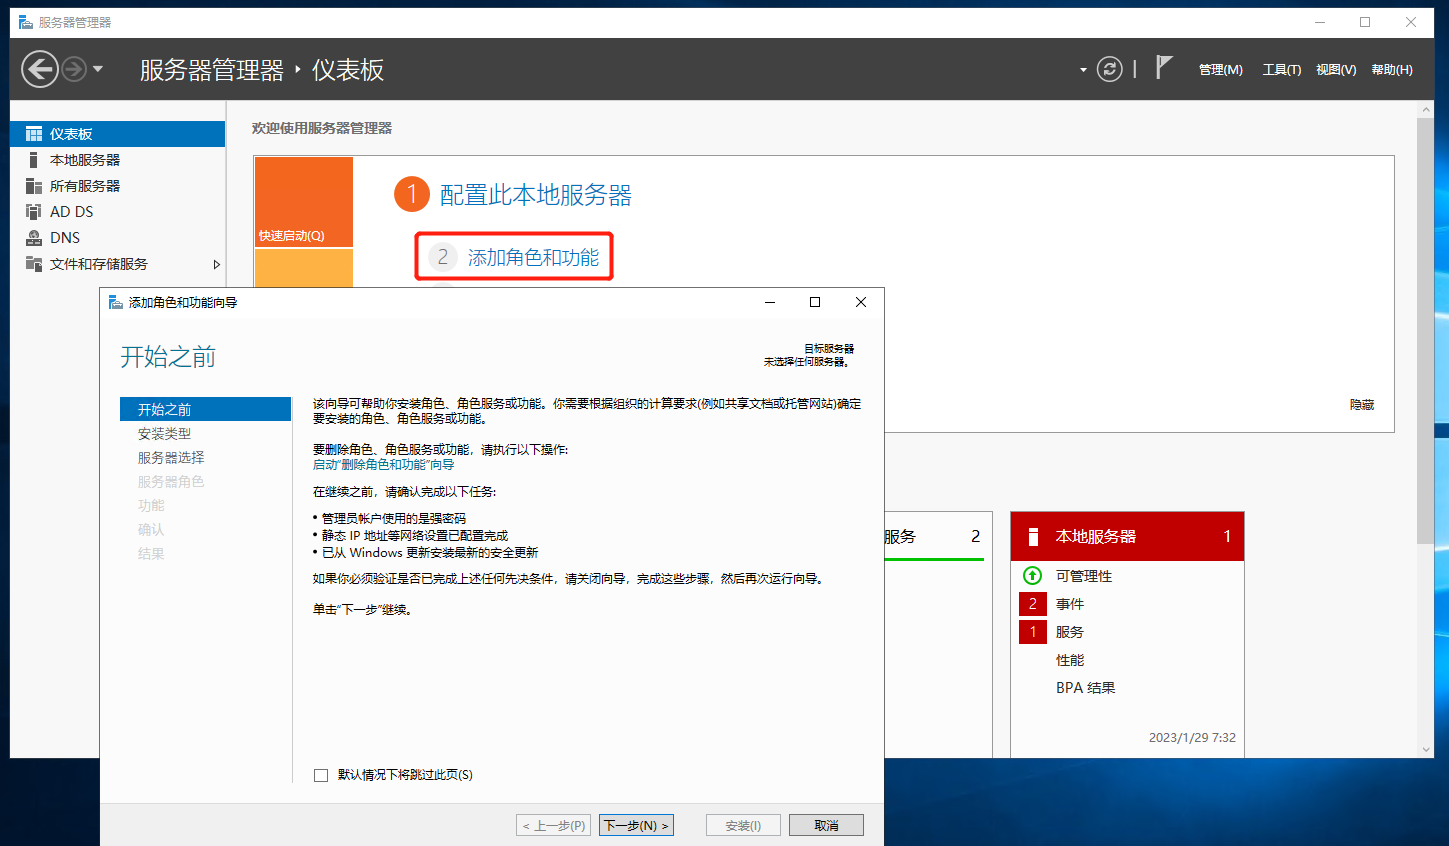 服务器管理器
服务器管理器 ‣ 仪表板
管理(M) 工具(T) 视图(V) 帮助(H)
仪表板
本地服务器
所有服务器
AD DS
DNS
文件和存储服务
欢迎使用服务器管理器
快速启动(Q)
1 配置此本地服务器
2 添加角色和功能
隐藏
添加角色和功能向导
开始之前
目标服务器
未选择任何服务器。
开始之前
安装类型
服务器选择
服务器角色
功能
确认
结果
该向导可帮助你安装角色、角色服务或功能。你需要根据组织的计算要求(例如共享文档或托管网站)确定
要安装的角色、角色服务或功能。
要删除角色、角色服务或功能，请执行以下操作:
启动“删除角色和功能”向导
在继续之前，请确认完成以下任务:
• 管理员帐户使用的是强密码
• 静态 IP 地址等网络设置已配置完成
• 已从 Windows 更新安装最新的安全更新
如果你必须验证是否已完成上述任何先决条件，请关闭向导，完成这些步骤，然后再次运行向导。
单击“下一步”继续。
默认情况下将跳过此页(S)
< 上一步(P) 下一步(N) > 安装(I) 取消
服务 2
本地服务器 1
可管理性
2 事件
1 服务
性能
BPA 结果
2023/1/29 7:32